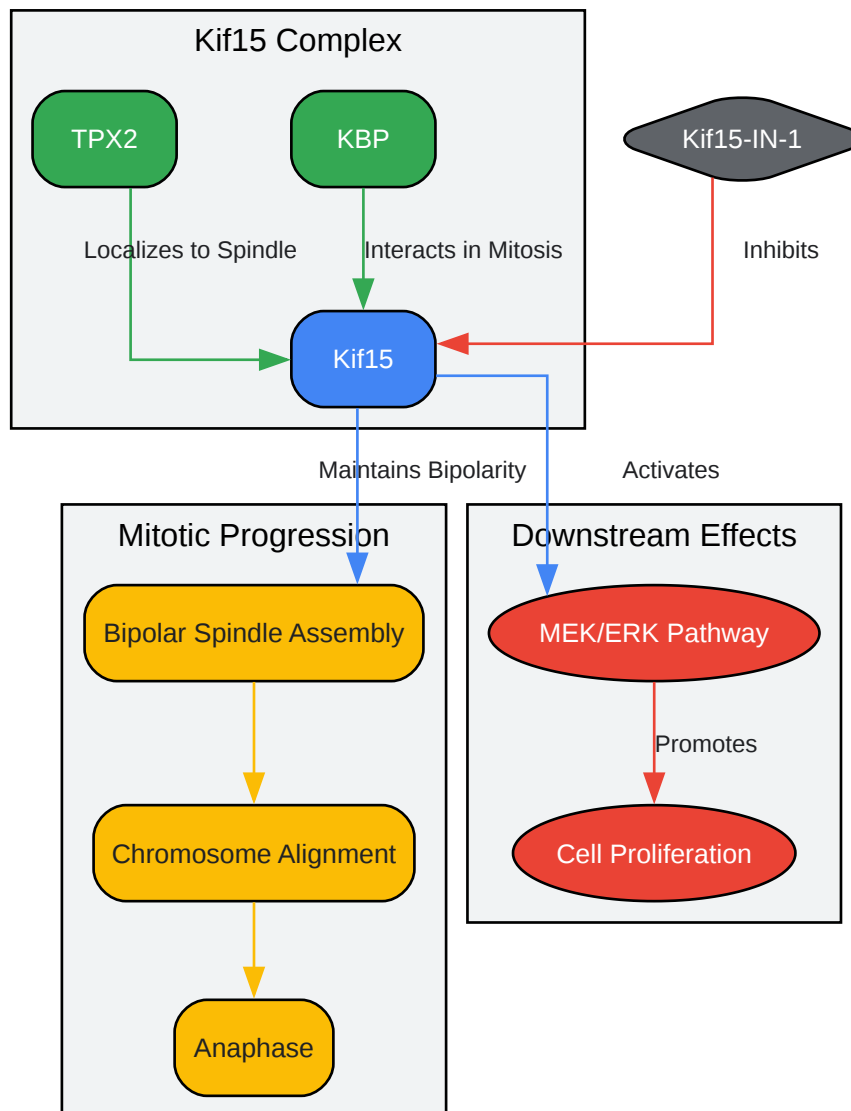 Kif15 Complex
TPX2
KBP
Kif15-IN-1
Localizes to Spindle
Interacts in Mitosis
Inhibits
Kif15
Maintains Bipolarity
Activates
Mitotic Progression
Downstream Effects
Bipolar Spindle Assembly
MEK/ERK Pathway
Promotes
Chromosome Alignment
Cell Proliferation
Anaphase